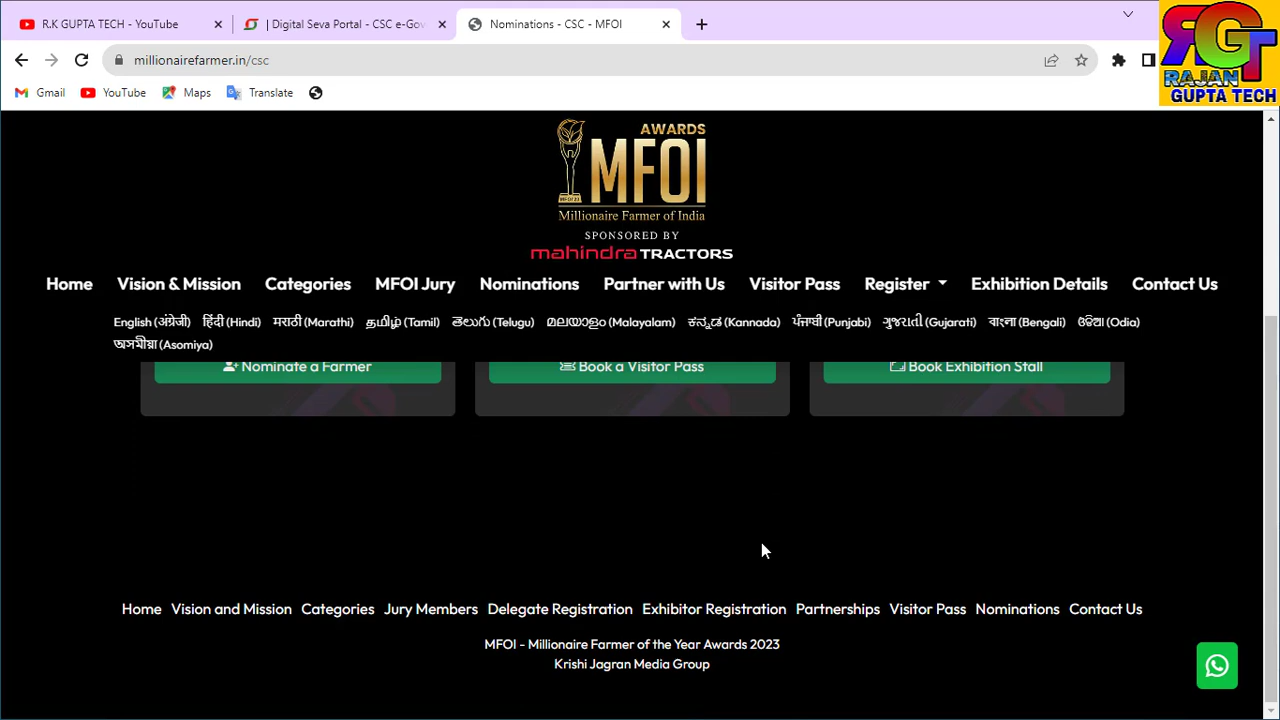 R.K GUPTA TECH - YouTube
| Digital Seva Portal - CSC e-Gov
Nominations - CSC - MFOI
millionairefarmer.in/csc
RGT
RAJAN
GUPTA TECH
Gmail
YouTube
Maps
Translate
AWARDS
MFOI
MFOI23
Millionaire Farmer of India
SPONSORED BY
mahindra TRACTORS
Home Vision & Mission Categories MFOI Jury Nominations Partner with Us Visitor Pass Register Exhibition Details Contact Us
English (अंग्रेजी) हिंदी (Hindi) मराठी (Marathi) தமிழ் (Tamil) తెలుగు (Telugu) മലയാളം (Malayalam) ಕನ್ನಡ (Kannada) ਪੰਜਾਬੀ (Punjabi) ગુજરાતી (Gujarati) বাংলা (Bengali) ଓଡିଆ (Odia)
অসমীয়া (Asomiya)
Nominate a Farmer
Book a Visitor Pass
Book Exhibition Stall
Home Vision and Mission Categories Jury Members Delegate Registration Exhibitor Registration Partnerships Visitor Pass Nominations Contact Us
MFOI - Millionaire Farmer of the Year Awards 2023
Krishi Jagran Media Group